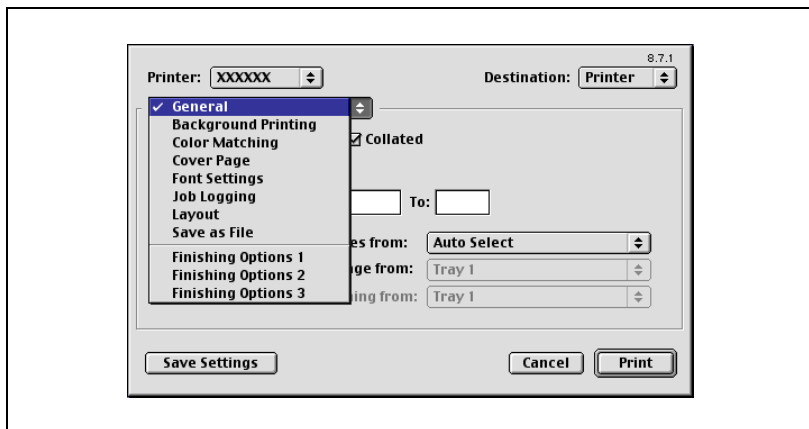 8.7.1
Printer: XXXXXX Destination: Printer
✓ General
Background Printing
Color Matching
Cover Page
Font Settings
Job Logging
Layout
Save as File
Finishing Options 1
Finishing Options 2
Finishing Options 3
Collated
To:
es from: Auto Select
ge from: Tray 1
ing from: Tray 1
Save Settings Cancel Print